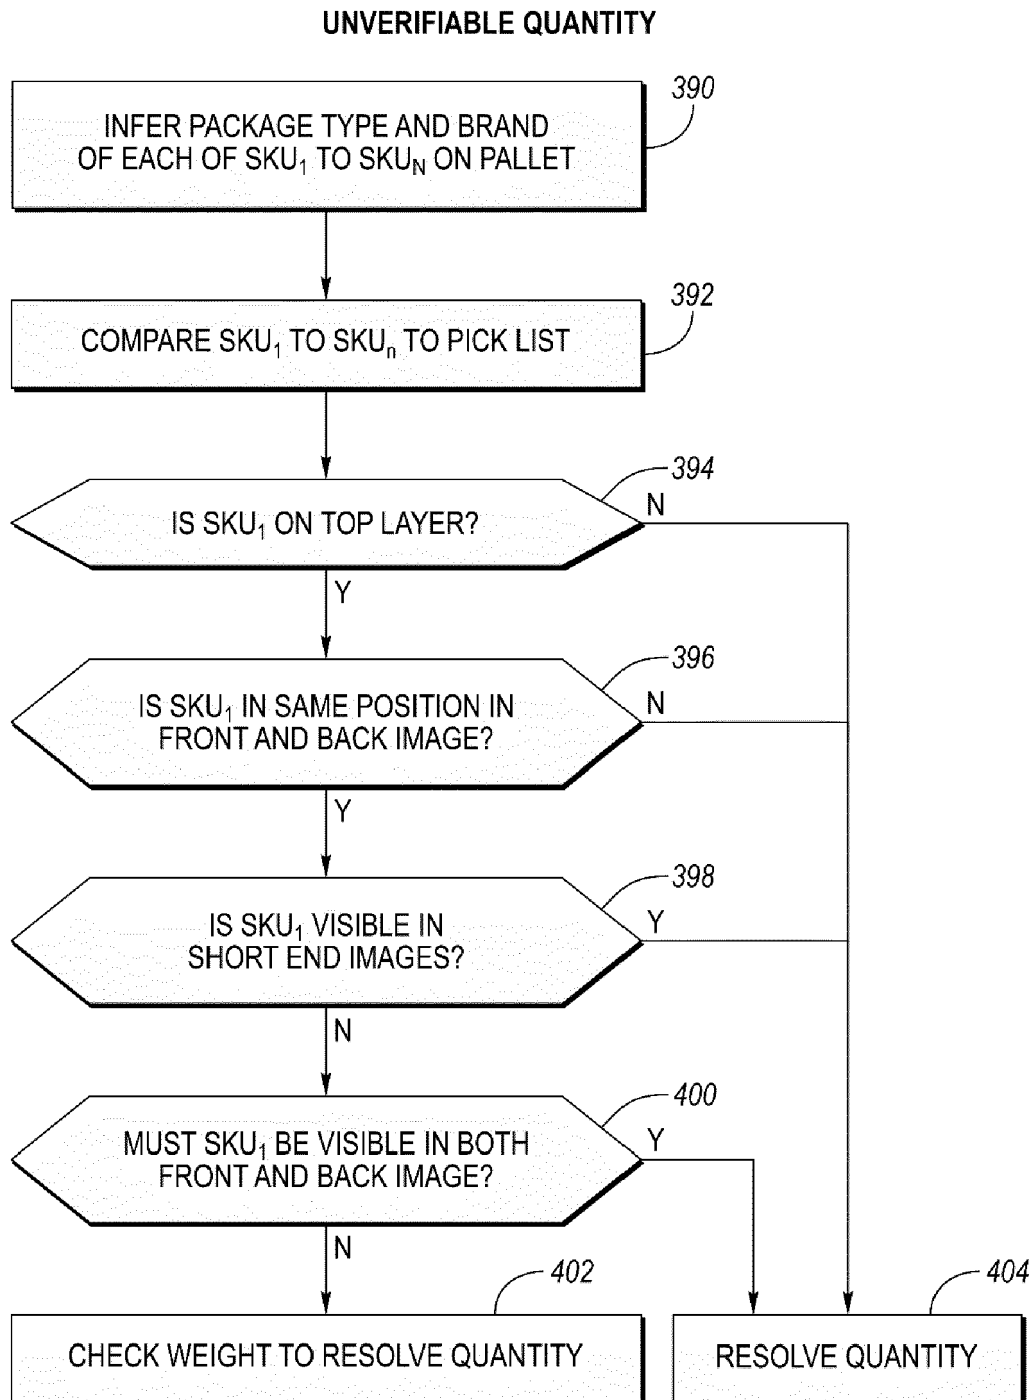 UNVERIFIABLE QUANTITY
390
INFER PACKAGE TYPE AND BRAND
OF EACH OF SKU₁ TO SKU_N ON PALLET
392
COMPARE SKU₁ TO SKUₙ TO PICK LIST
394
N
IS SKU₁ ON TOP LAYER?
Y
396
N
IS SKU₁ IN SAME POSITION IN
FRONT AND BACK IMAGE?
Y
398
Y
IS SKU₁ VISIBLE IN
SHORT END IMAGES?
N
400
Y
MUST SKU₁ BE VISIBLE IN BOTH
FRONT AND BACK IMAGE?
N
402
404
CHECK WEIGHT TO RESOLVE QUANTITY
RESOLVE QUANTITY